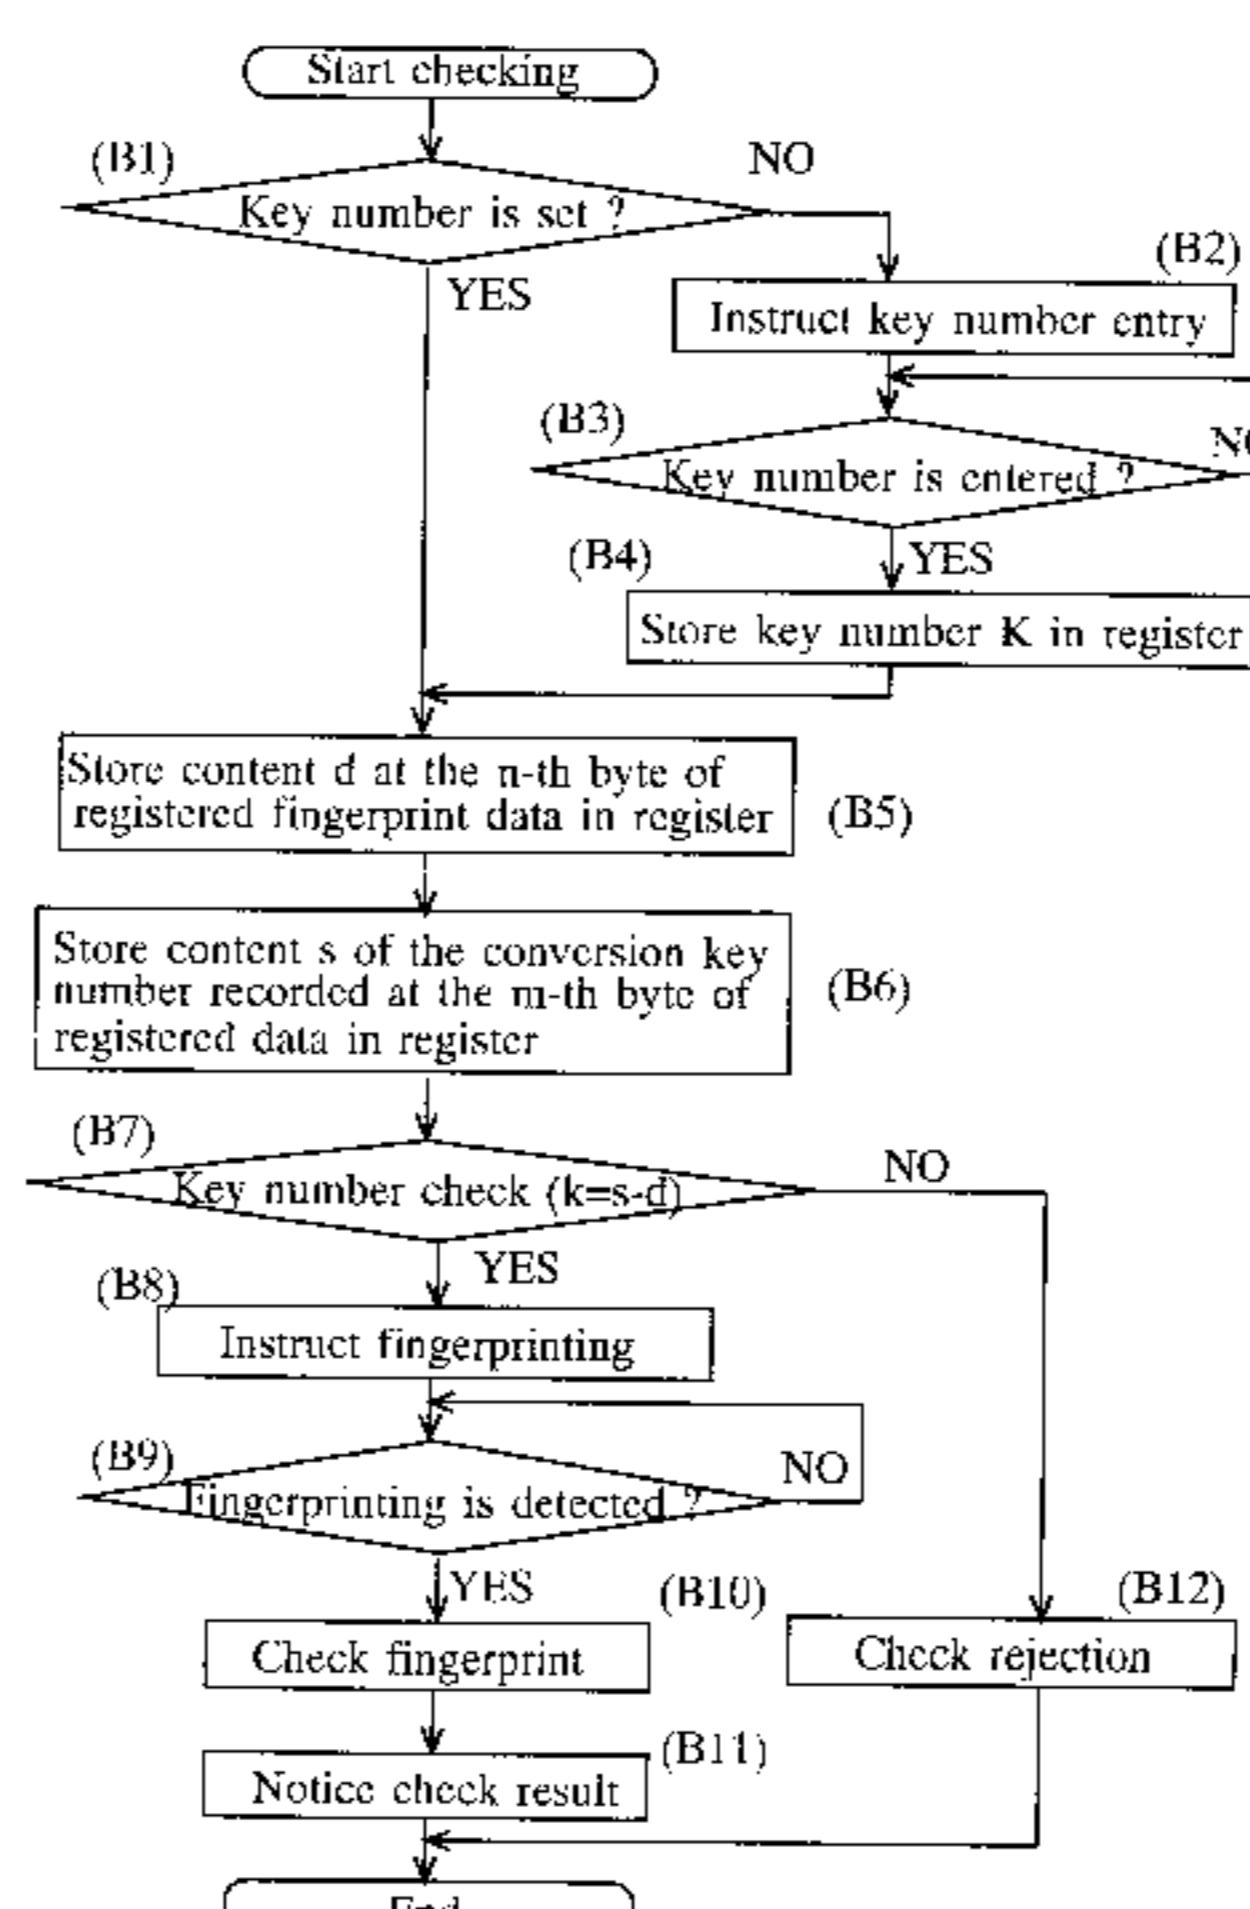 Start checking
(B1)
NO
Key number is set ?
YES
(B2)
Instruct key number entry
(B3)
Key number is entered ?
(B4)
YES
Store key number K in register
Store content d at the n-th byte of
registered fingerprint data in register
(B5)
Store content s of the conversion key
number recorded at the m-th byte of
registered data in register
(B6)
(B7)
NO
Key number check (k=s-d)
YES
(B8)
Instruct fingerprinting
(B9)
NO
Fingerprinting is detected ?
YES
(B10)
(B12)
Check fingerprint
Check rejection
(B11)
Notice check result
End